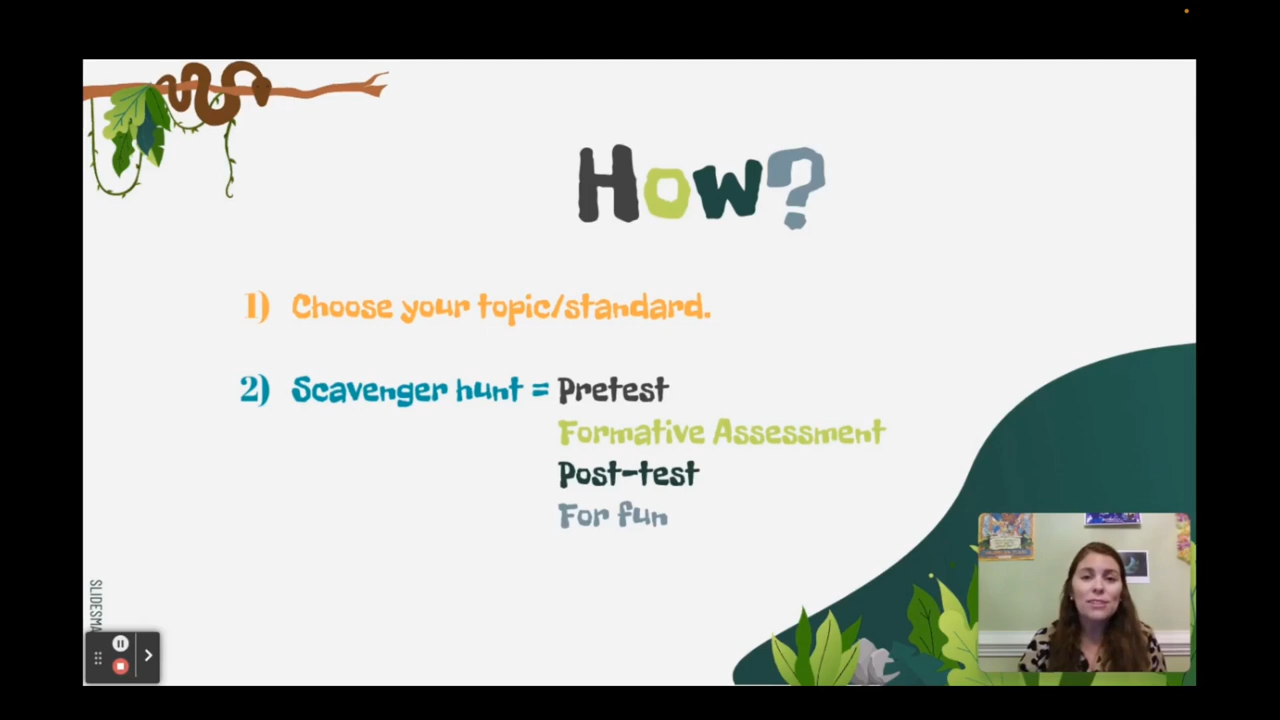 How?
1) Choose your topic/standard.
2) Scavenger hunt = Pretest
Formative Assessment
Post-test
For fun